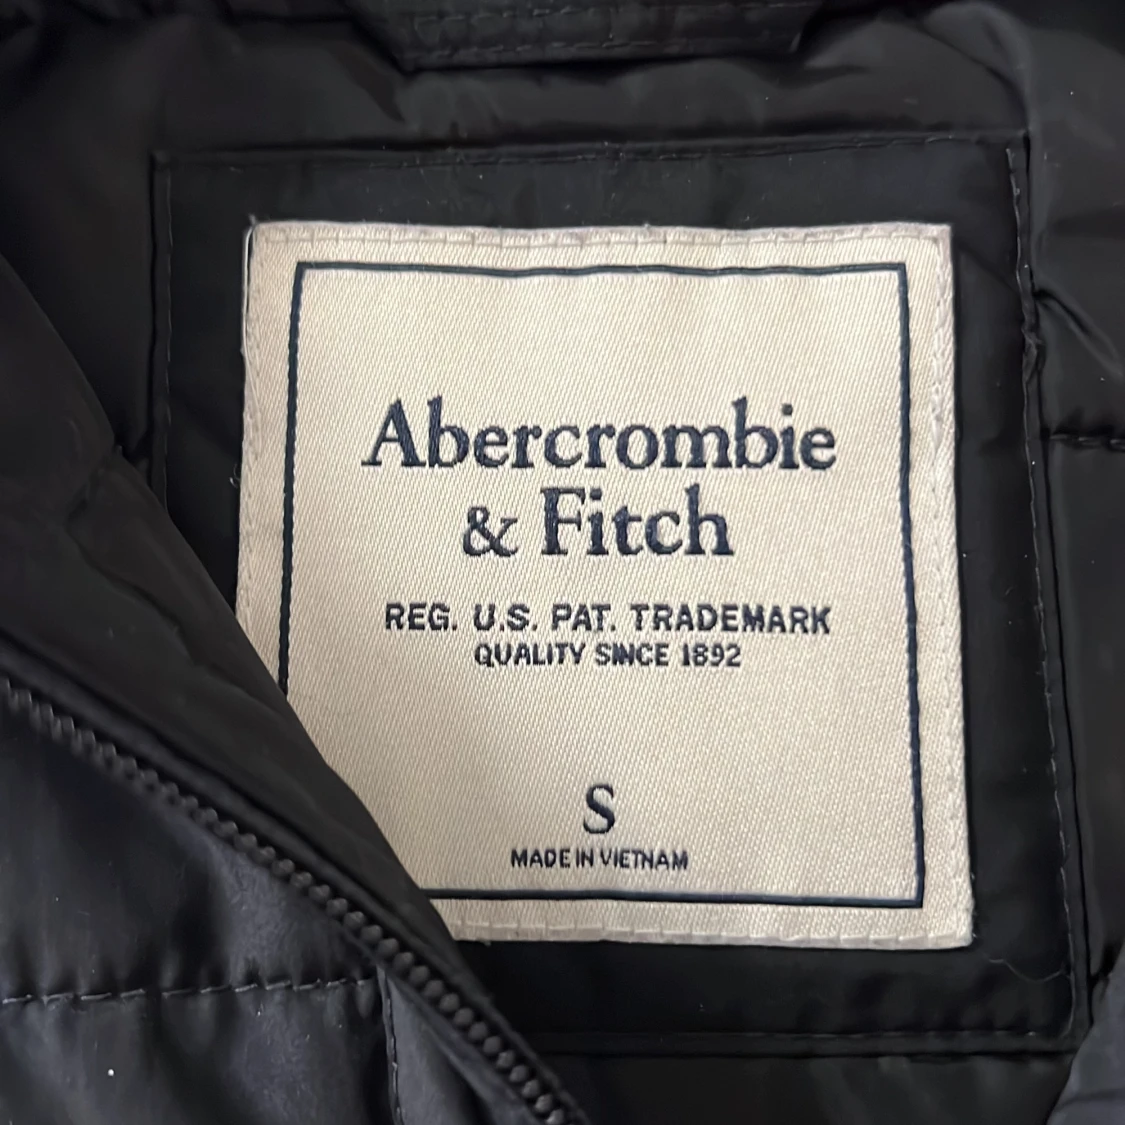 Abercrombie
& Fitch
REG. U.S. PAT. TRADEMARK
QUALITY SINCE 1892
S
MADE IN VIETNAM